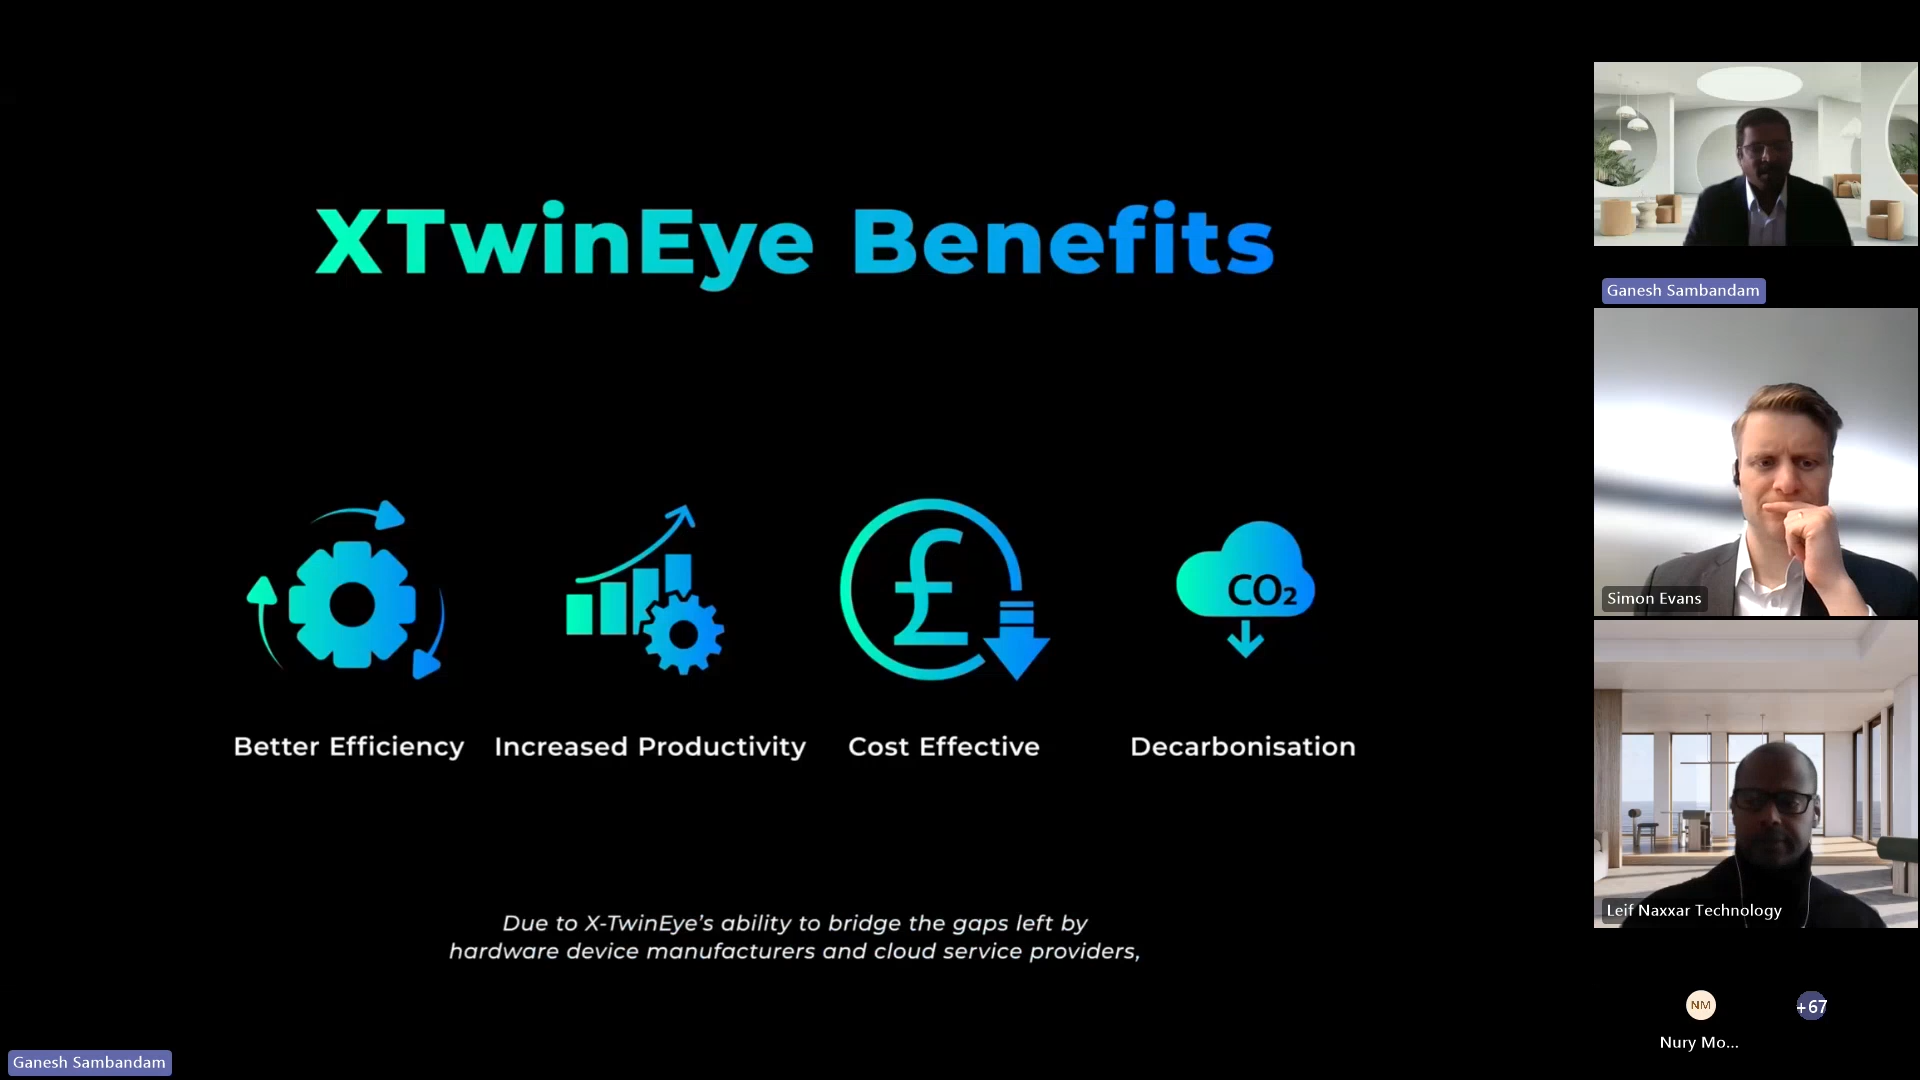 XTwinEye Benefits
£
CO₂
Better Efficiency
Increased Productivity
Cost Effective
Decarbonisation
Due to X-TwinEye’s ability to bridge the gaps left by
hardware device manufacturers and cloud service providers,
Ganesh Sambandam
Ganesh Sambandam
Simon Evans
Leif Naxxar Technology
NM
+67
Nury Mo...